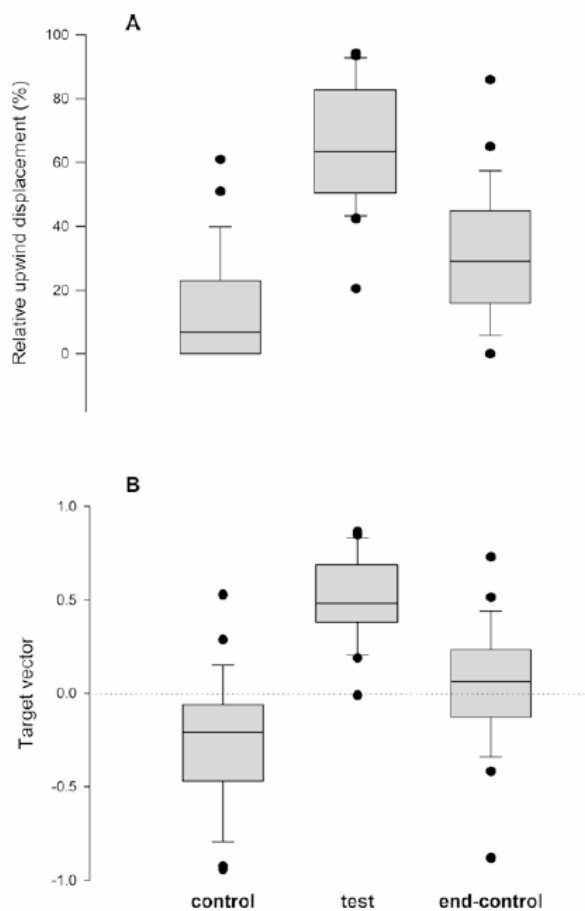 A
Relative upwind displacement (%)
100
80
60
40
20
0
B
Target vector
1.0
0.5
0.0
-0.5
-1.0
control test end-control